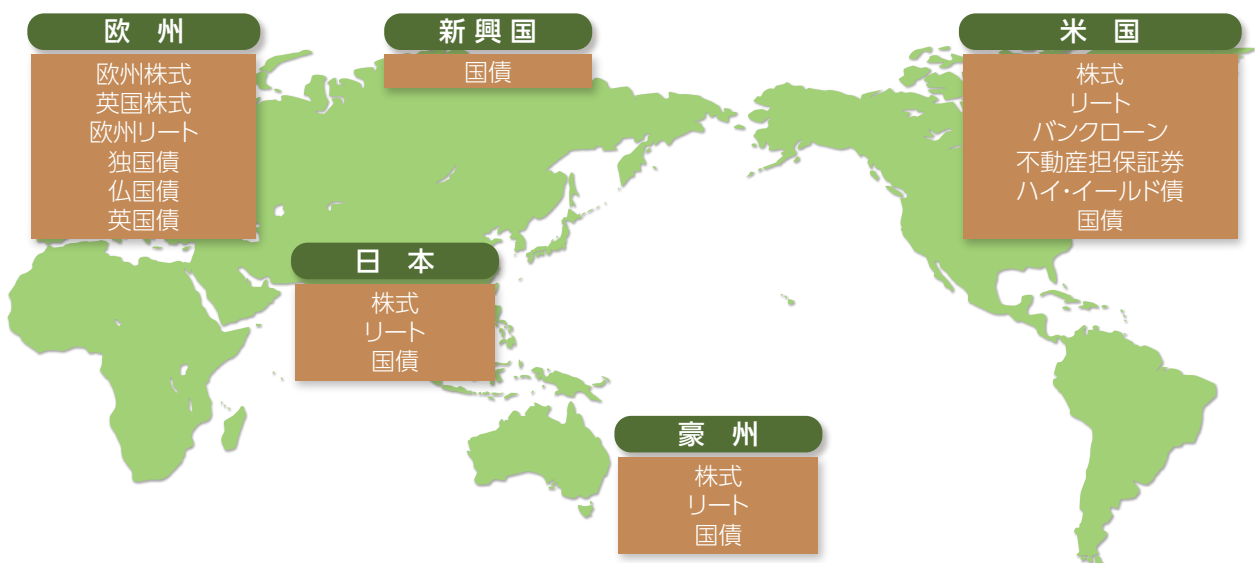 欧州
欧州株式
英国株式
欧州リート
独国債
仏国債
英国債
新興国
国債
米国
株式
リート
バンクローン
不動産担保証券
ハイ・イールド債
国債
日本
株式
リート
国債
豪州
株式
リート
国債